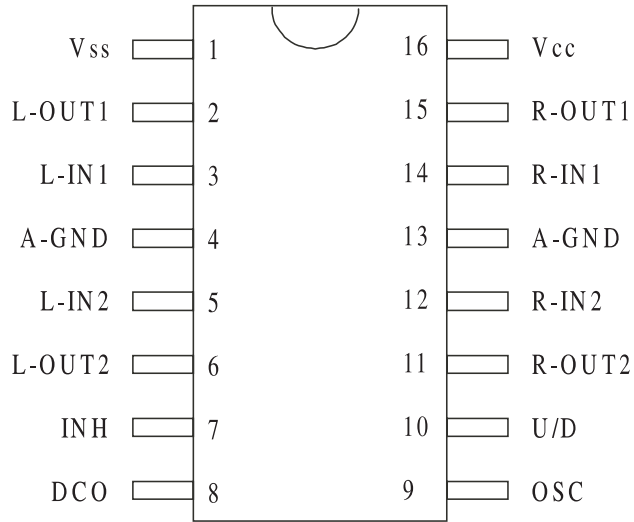 Vss 1 16 Vcc
L-OUT1 2 15 R-OUT1
L-IN1 3 14 R-IN1
A-GND 4 13 A-GND
L-IN2 5 12 R-IN2
L-OUT2 6 11 R-OUT2
INH 7 10 U/D
DCO 8 9 OSC